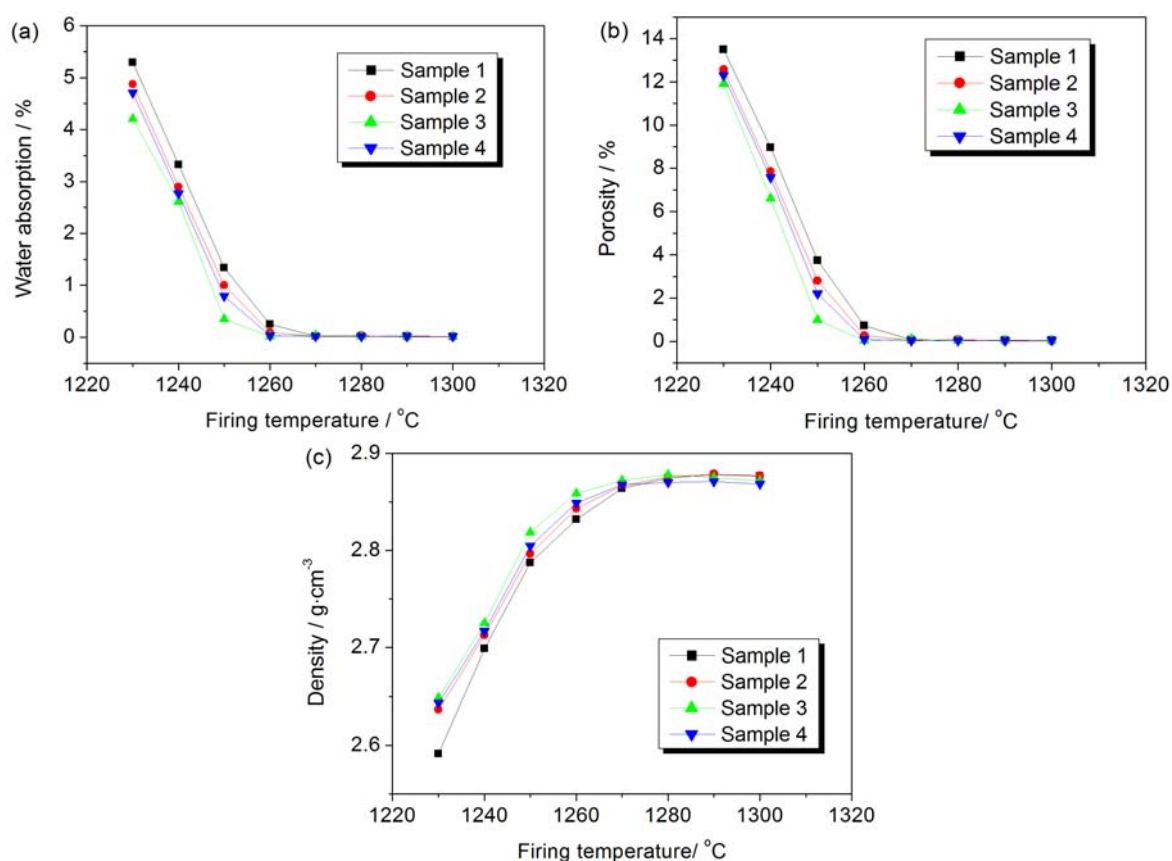 (a)
Water absorption / %
6
5
4
3
2
1
0
Sample 1
Sample 2
Sample 3
Sample 4
1220 1240 1260 1280 1300 1320
Firing temperature / °C
(b)
Porosity / %
14
12
10
8
6
4
2
0
Sample 1
Sample 2
Sample 3
Sample 4
1220 1240 1260 1280 1300 1320
Firing temperature/ °C
(c)
Density / g·cm⁻³
2.9
2.8
2.7
2.6
Sample 1
Sample 2
Sample 3
Sample 4
1220 1240 1260 1280 1300 1320
Firing temperature/ °C